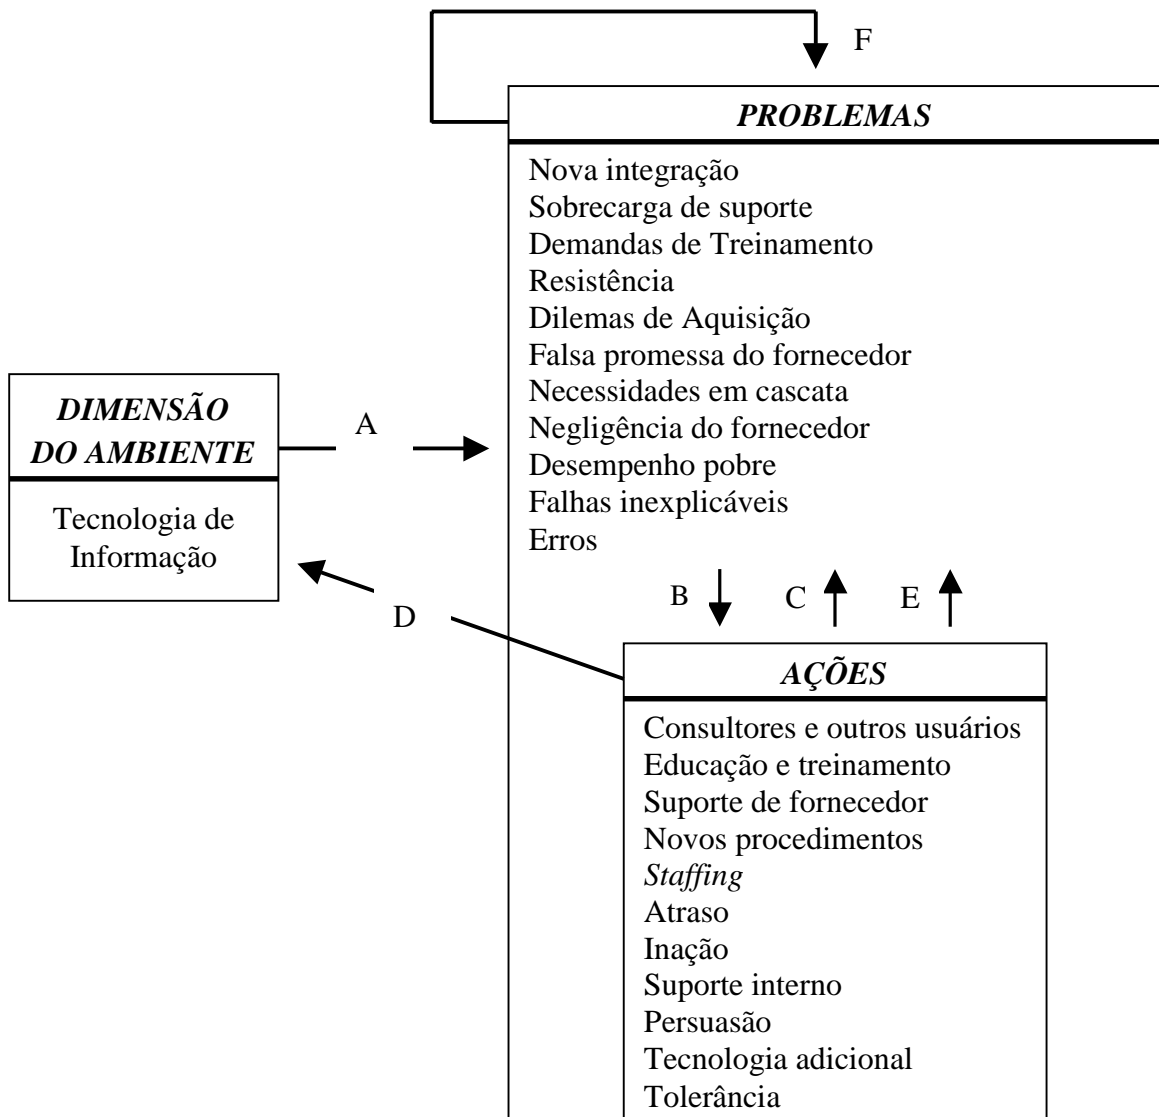 F
PROBLEMAS
Nova integração
Sobrecarga de suporte
Demandas de Treinamento
Resistência
Dilemas de Aquisição
Falsa promessa do fornecedor
Necessidades em cascata
Negligência do fornecedor
Desempenho pobre
Falhas inexplicáveis
Erros
DIMENSÃO
DO AMBIENTE
Tecnologia de
Informação
A
B
C
E
D
AÇÕES
Consultores e outros usuários
Educação e treinamento
Suporte de fornecedor
Novos procedimentos
Staffing
Atraso
Inação
Suporte interno
Persuasão
Tecnologia adicional
Tolerância